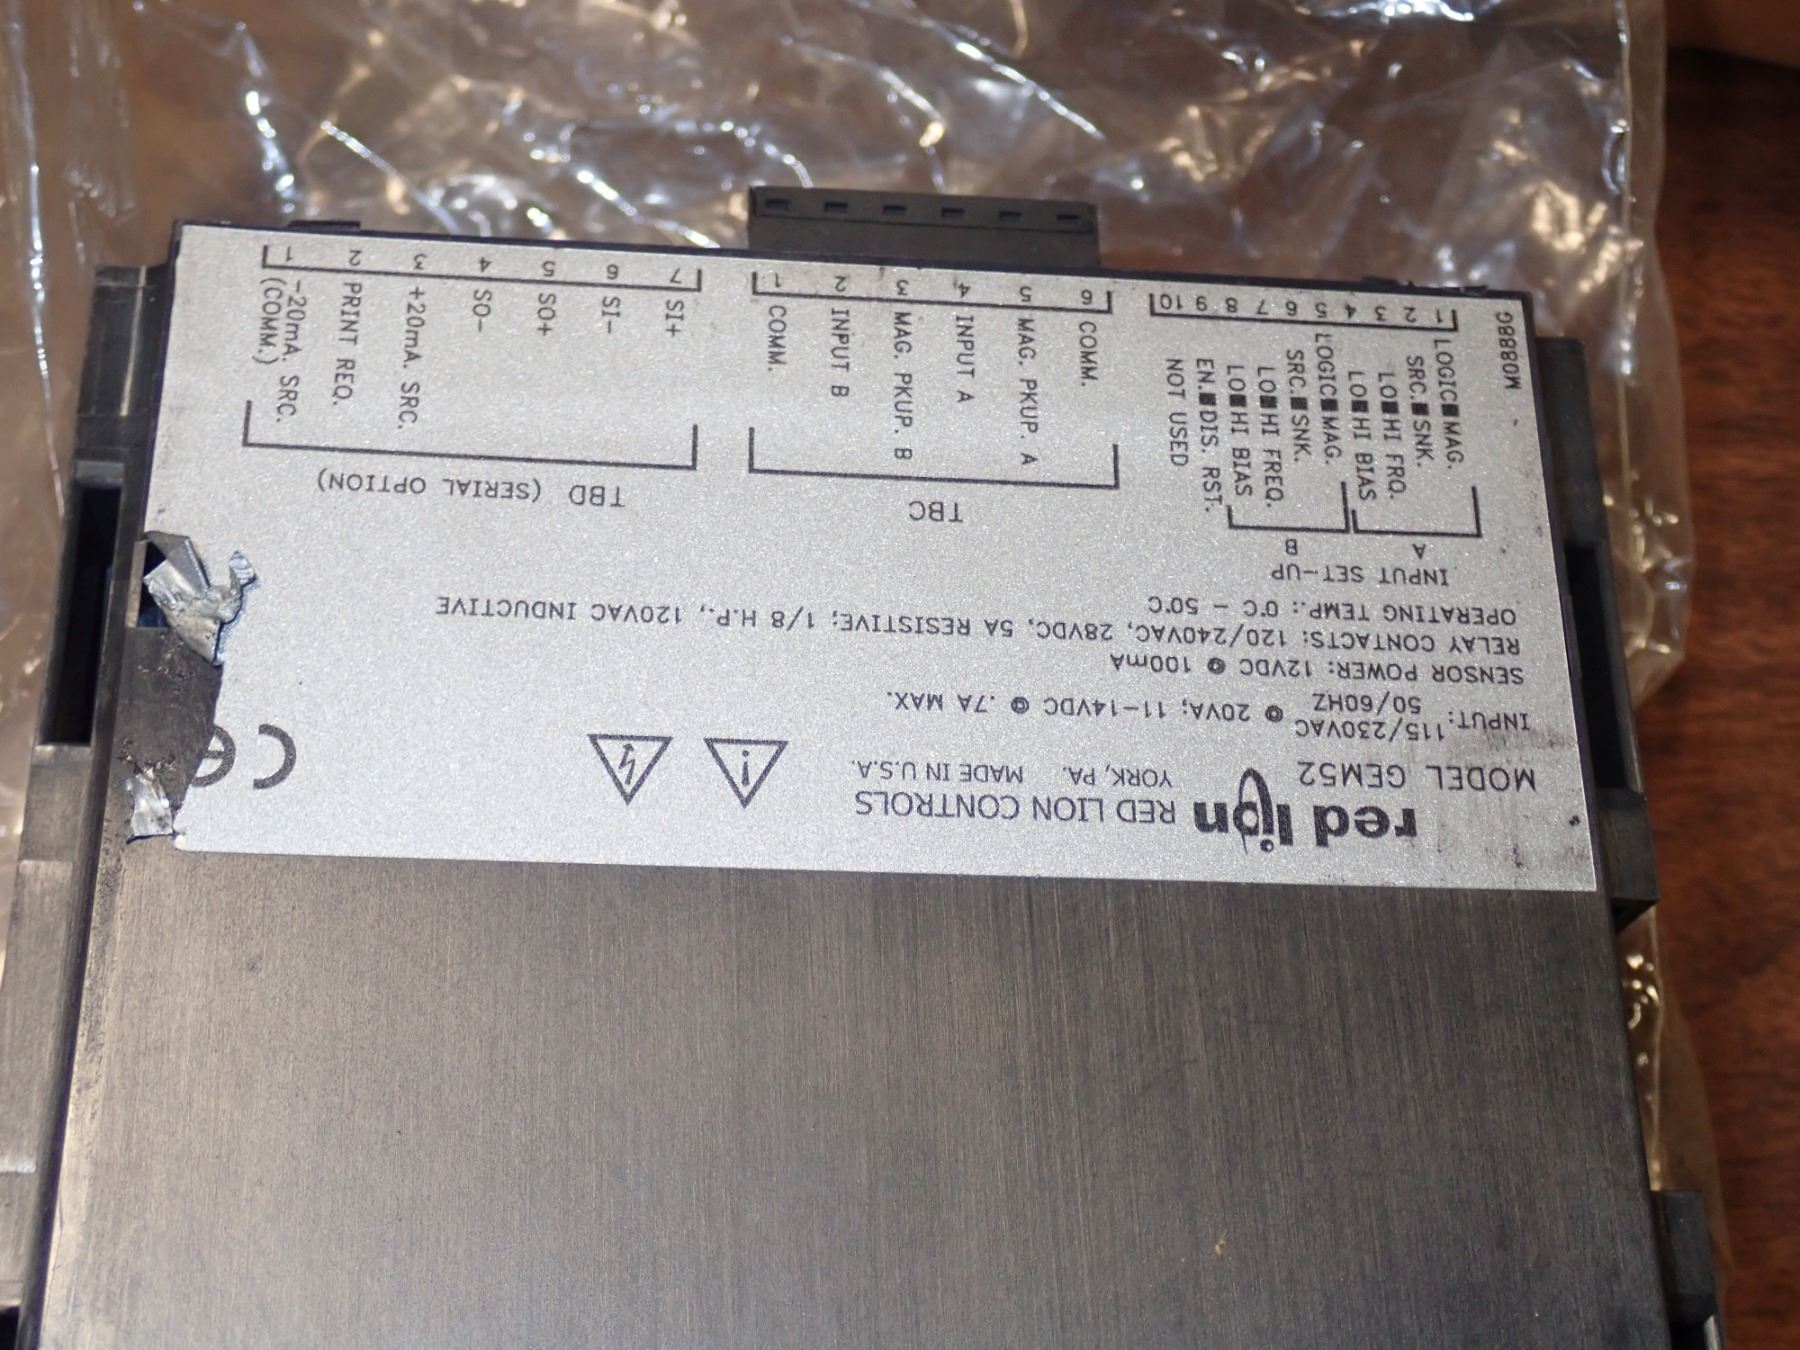 red lion RED LION CONTROLS
MODEL GEM52 YORK, PA. MADE IN U.S.A.
INPUT: 115/230VAC 50/60HZ @ 20VA; 11-14VDC @ .7A MAX.
SENSOR POWER: 12VDC @ 100mA
RELAY CONTACTS: 120/240VAC, 28VDC, 5A RESISTIVE; 1/8 H.P., 120VAC INDUCTIVE
OPERATING TEMP.: 0°C - 50°C
CE
INPUT SET-UP
A
B
LOGIC■MAG.
SRC.■SNK.
LO■HI FRQ.
LO■HI BIAS
LOGIC■MAG.
SRC.■SNK.
LO■HI FREQ.
LO■HI BIAS
EN.■DIS. RST.
NOT USED
1 2 3 4 5 6 7 8 9 10
TBC
6 COMM.
5 MAG. PKUP. A
4 INPUT A
3 MAG. PKUP. B
2 INPUT B
1 COMM.
TBD (SERIAL OPTION)
7 SI+
6 SI-
5 SO+
4 SO-
3 +20mA. SRC.
2 PRINT REQ.
1 -20mA. SRC.
(COMM.)
M0888G